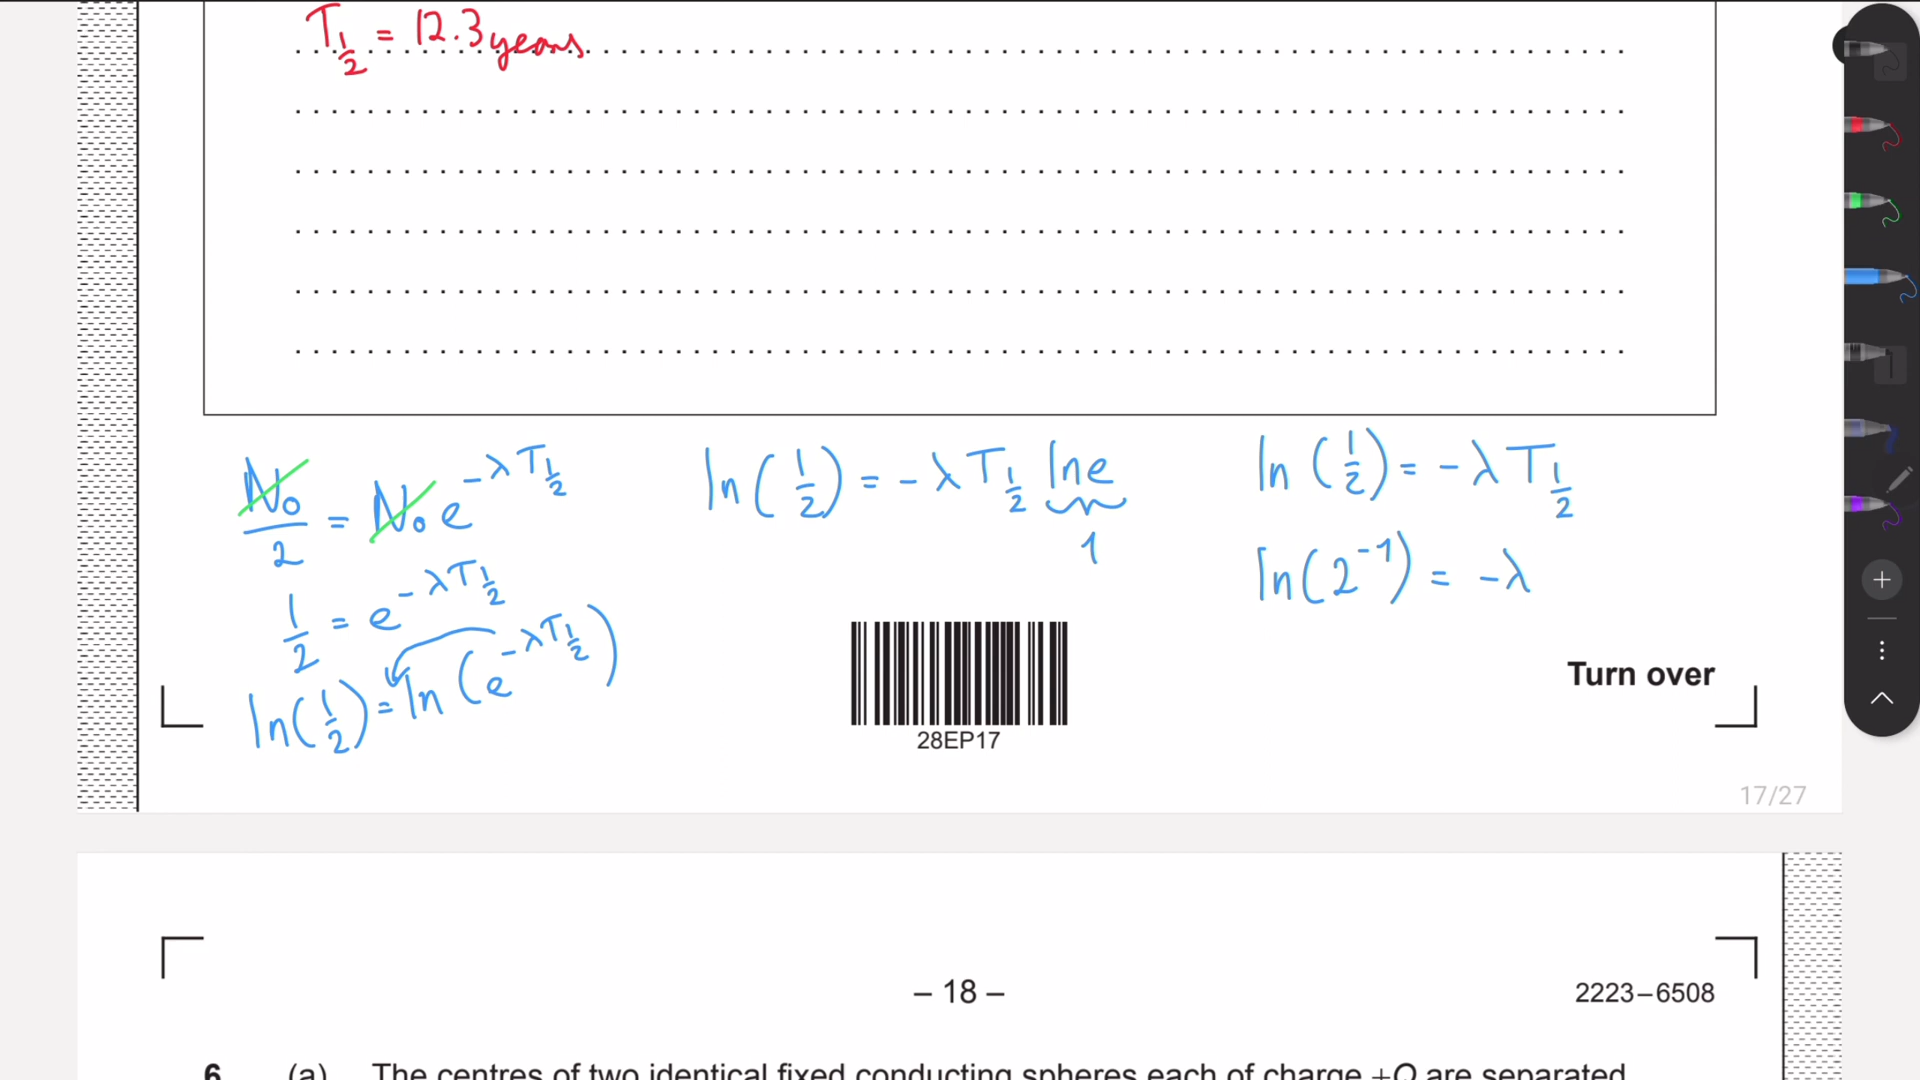 T½ = 12.3 years
N₀/2 = N₀ e^(-λT½)
1/2 = e^(-λT½)
ln(1/2) = ln(e^(-λT½))
ln(1/2) = -λT½ ln e
1
ln(1/2) = -λT½
ln(2⁻¹) = -λ
28EP17
Turn over
17/27
– 18 –
2223–6508
6 (a) The centres of two identical fixed conducting spheres each of charge +Q are separated